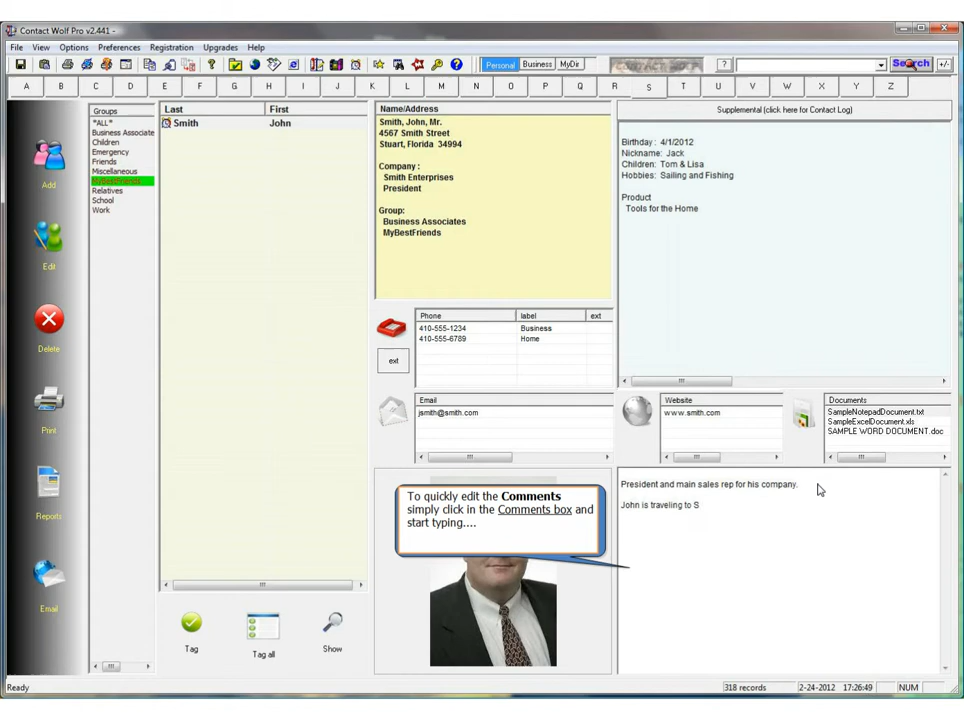 Contact Wolf Pro v2.441 -
File View Options Preferences Registration Upgrades Help
Personal Business MyDir CONTACT WOLF ? Search +/-
A B C D E F G H I J K L M N O P Q R S T U V W X Y Z
Add
Edit
Delete
Print
Reports
Email
Groups
*ALL*
Business Associate
Children
Emergency
Friends
Miscellaneous
MyBestFriends
Relatives
School
Work
Last First
Smith John
Tag
Tag all
Show
Name/Address
Smith, John, Mr.
4567 Smith Street
Stuart, Florida 34994
Company :
Smith Enterprises
President
Group:
Business Associates
MyBestFriends
Supplemental (click here for Contact Log)
Birthday : 4/1/2012
Nickname: Jack
Children: Tom & Lisa
Hobbies: Sailing and Fishing
Product
Tools for the Home
Phone label ext
410-555-1234 Business
410-555-6789 Home
ext
Email
jsmith@smith.com
Website
www.smith.com
Documents
SampleNotepadDocument.txt
SampleExcelDocument.xls
SAMPLE WORD DOCUMENT.doc
To quickly edit the Comments
simply click in the Comments box and
start typing....
President and main sales rep for his company.
John is traveling to S
Ready 318 records 2-24-2012 17:26:49 NUM